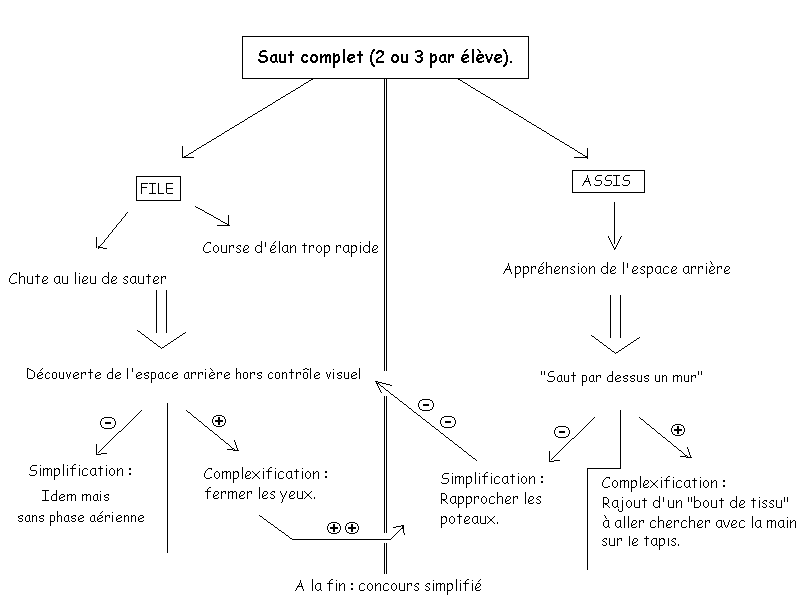 Saut complet (2 ou 3 par élève).
FILE
ASSIS
Course d'élan trop rapide
Chute au lieu de sauter
Appréhension de l'espace arrière
Découverte de l'espace arrière hors contrôle visuel
"Saut par dessus un mur"
-
+
-
-
-
+
Simplification :
Idem mais
sans phase aérienne
Complexification :
fermer les yeux.
++
Simplification :
Rapprocher les
poteaux.
Complexification :
Rajout d'un "bout de tissu"
à aller chercher avec la main
sur le tapis.
A la fin : concours simplifié